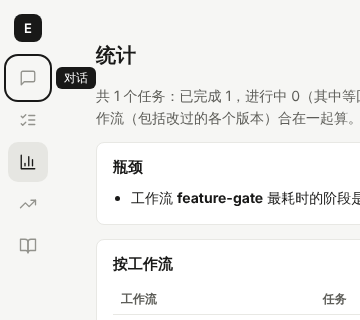 E
统计
对话
共 1 个任务：已完成 1，进行中 0（其中等
作流（包括改过的各个版本）合在一起算。
瓶颈
工作流 feature-gate 最耗时的阶段
按工作流
工作流 任务